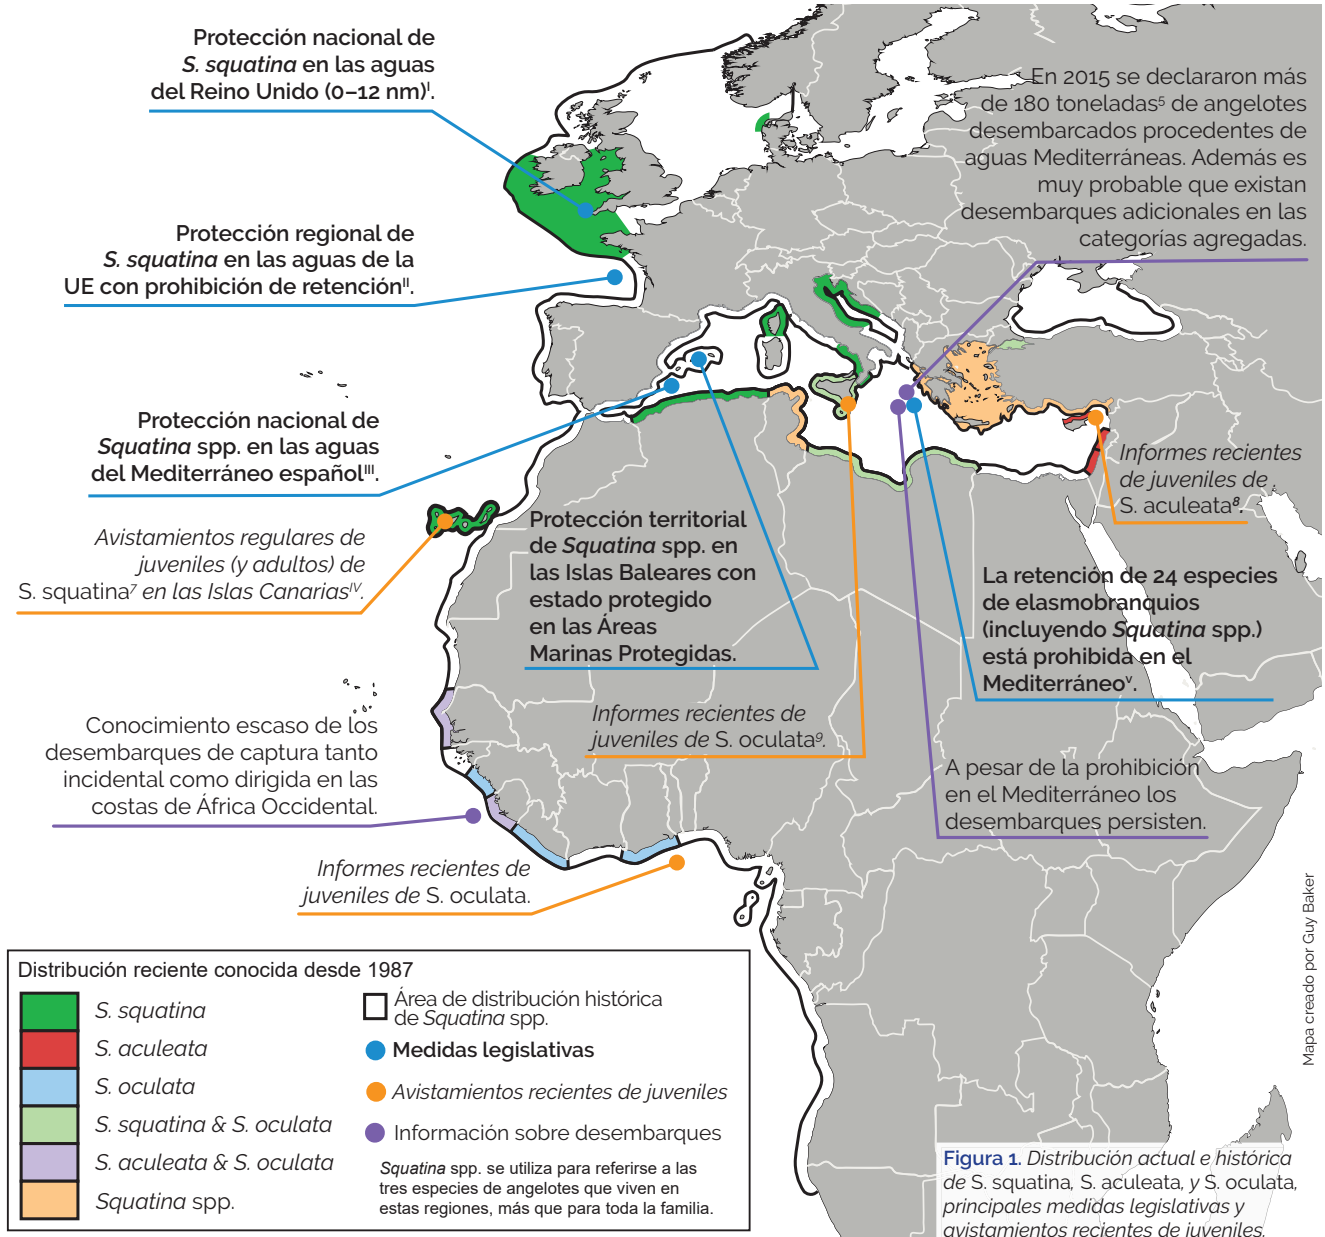 Protección nacional de
S. squatina en las aguas
del Reino Unido (0–12 nm)ᴵ.
En 2015 se declararon más
de 180 toneladas⁵ de angelotes
desembarcados procedentes de
aguas Mediterráneas. Además es
muy probable que existan
desembarques adicionales en las
categorías agregadas.
Protección regional de
S. squatina en las aguas de la
UE con prohibición de retenciónᴵᴵ.
Protección nacional de
Squatina spp. en las aguas
del Mediterráneo españolᴵᴵᴵ.
Informes recientes
de juveniles de
S. aculeata⁸.
Avistamientos regulares de
juveniles (y adultos) de
S. squatina⁷ en las Islas Canariasᴵⱽ.
Protección territorial
de Squatina spp. en
las Islas Baleares con
estado protegido
en las Áreas
Marinas Protegidas.
La retención de 24 especies
de elasmobranquios
(incluyendo Squatina spp.)
está prohibida en el
Mediterráneoⱽ.
Conocimiento escaso de los
desembarques de captura tanto
incidental como dirigida en las
costas de África Occidental.
Informes recientes de
juveniles de S. oculata⁹.
A pesar de la prohibición
en el Mediterráneo los
desembarques persisten.
Informes recientes de
juveniles de S. oculata.
Mapa creado por Guy Baker
Distribución reciente conocida desde 1987
S. squatina
S. aculeata
S. oculata
S. squatina & S. oculata
S. aculeata & S. oculata
Squatina spp.
Área de distribución histórica
de Squatina spp.
Medidas legislativas
Avistamientos recientes de juveniles
Información sobre desembarques
Squatina spp. se utiliza para referirse a las
tres especies de angelotes que viven en
estas regiones, más que para toda la familia.
Figura 1. Distribución actual e histórica
de S. squatina, S. aculeata, y S. oculata,
principales medidas legislativas y
avistamientos recientes de juveniles.